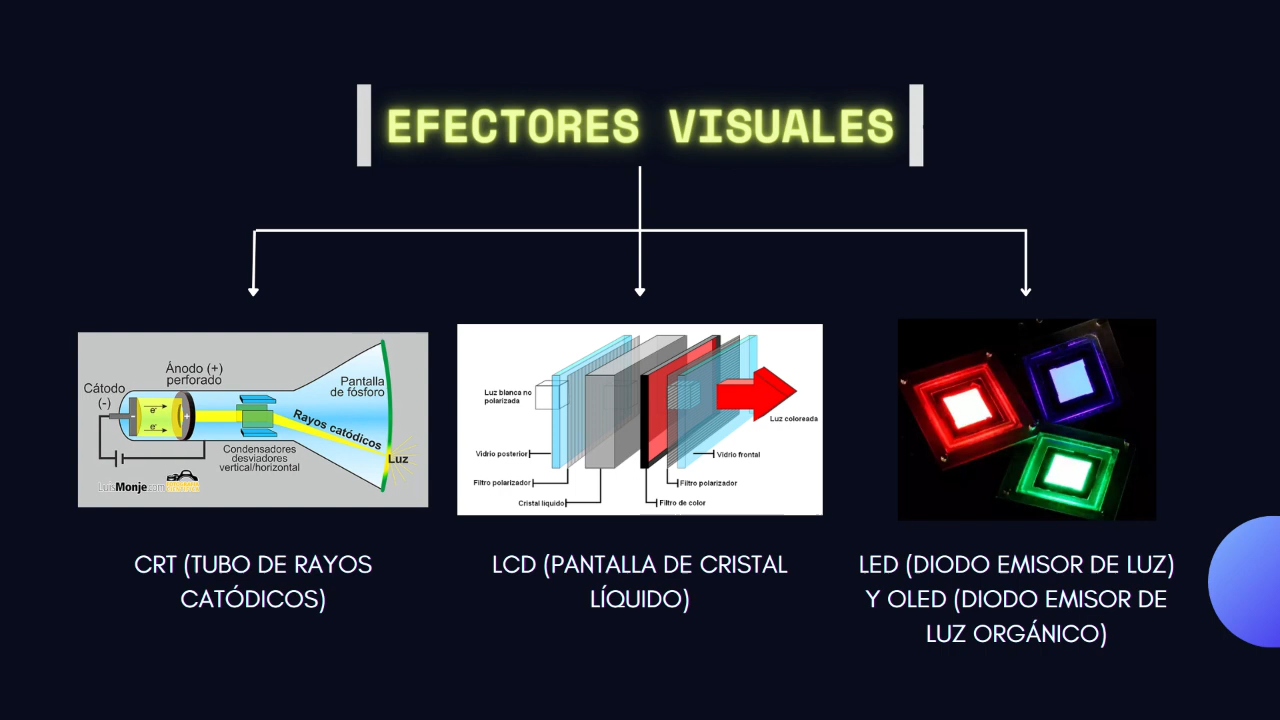 EFECTORES VISUALES
Cátodo
(-)
Ánodo (+)
perforado
Pantalla
de fósforo
e-
e-
+
Rayos catódicos
Luz
Condensadores
desviadores
vertical/horizontal
LuisMonje.com
Luz blanca no
polarizada
Luz coloreada
Vidrio posterior
Vidrio frontal
Filtro polarizador
Filtro polarizador
Cristal líquido
Filtro de color
CRT (TUBO DE RAYOS
CATÓDICOS)
LCD (PANTALLA DE CRISTAL
LÍQUIDO)
LED (DIODO EMISOR DE LUZ)
Y OLED (DIODO EMISOR DE
LUZ ORGÁNICO)